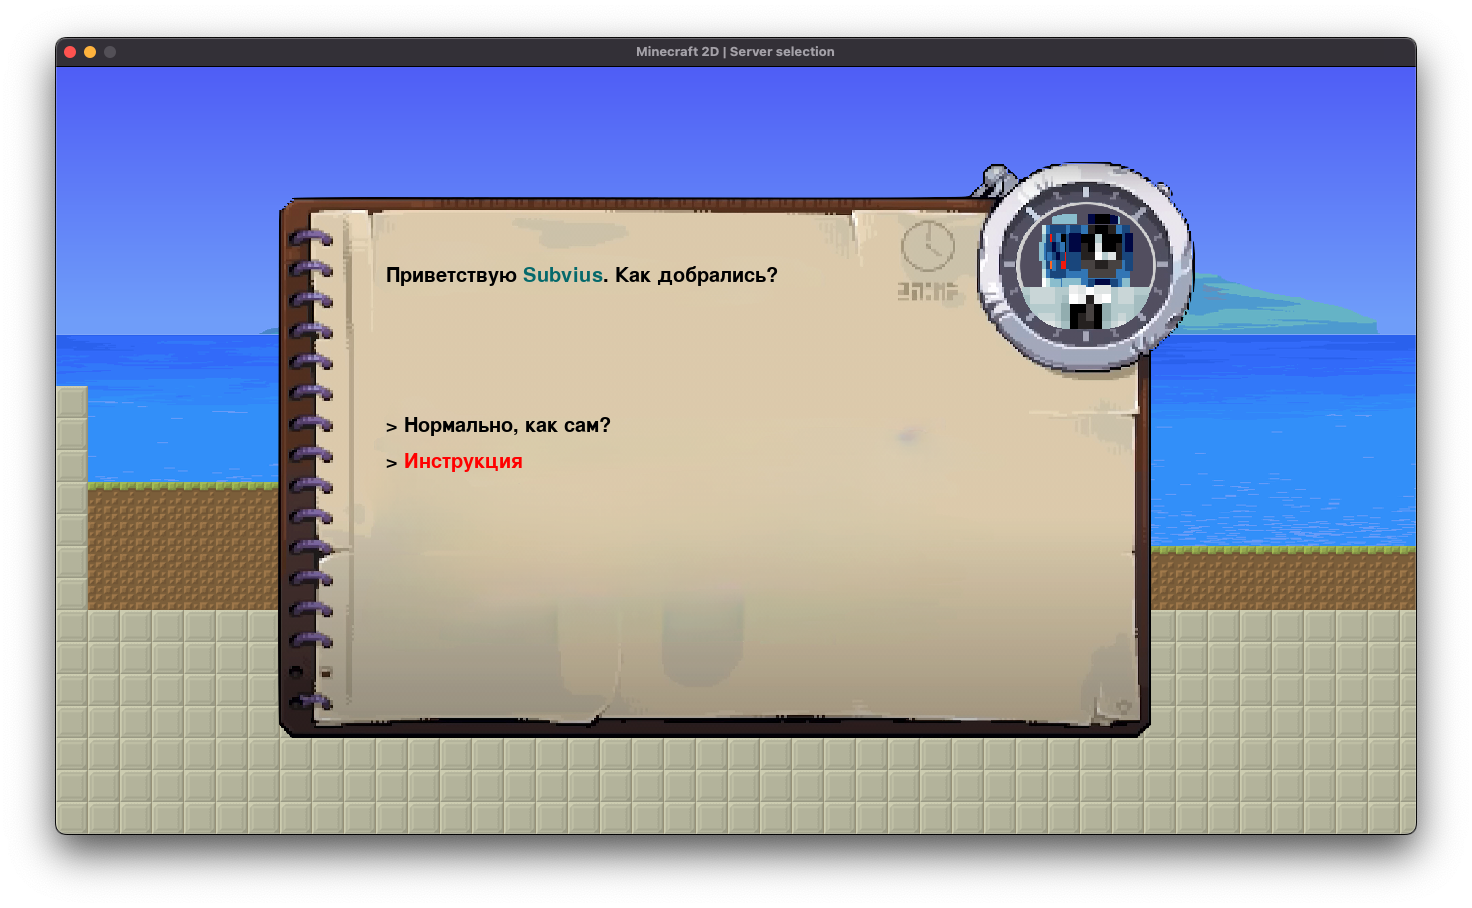 Minecraft 2D | Server selection
Приветствую Subvius. Как добрались?
> Нормально, как сам?
> Инструкция